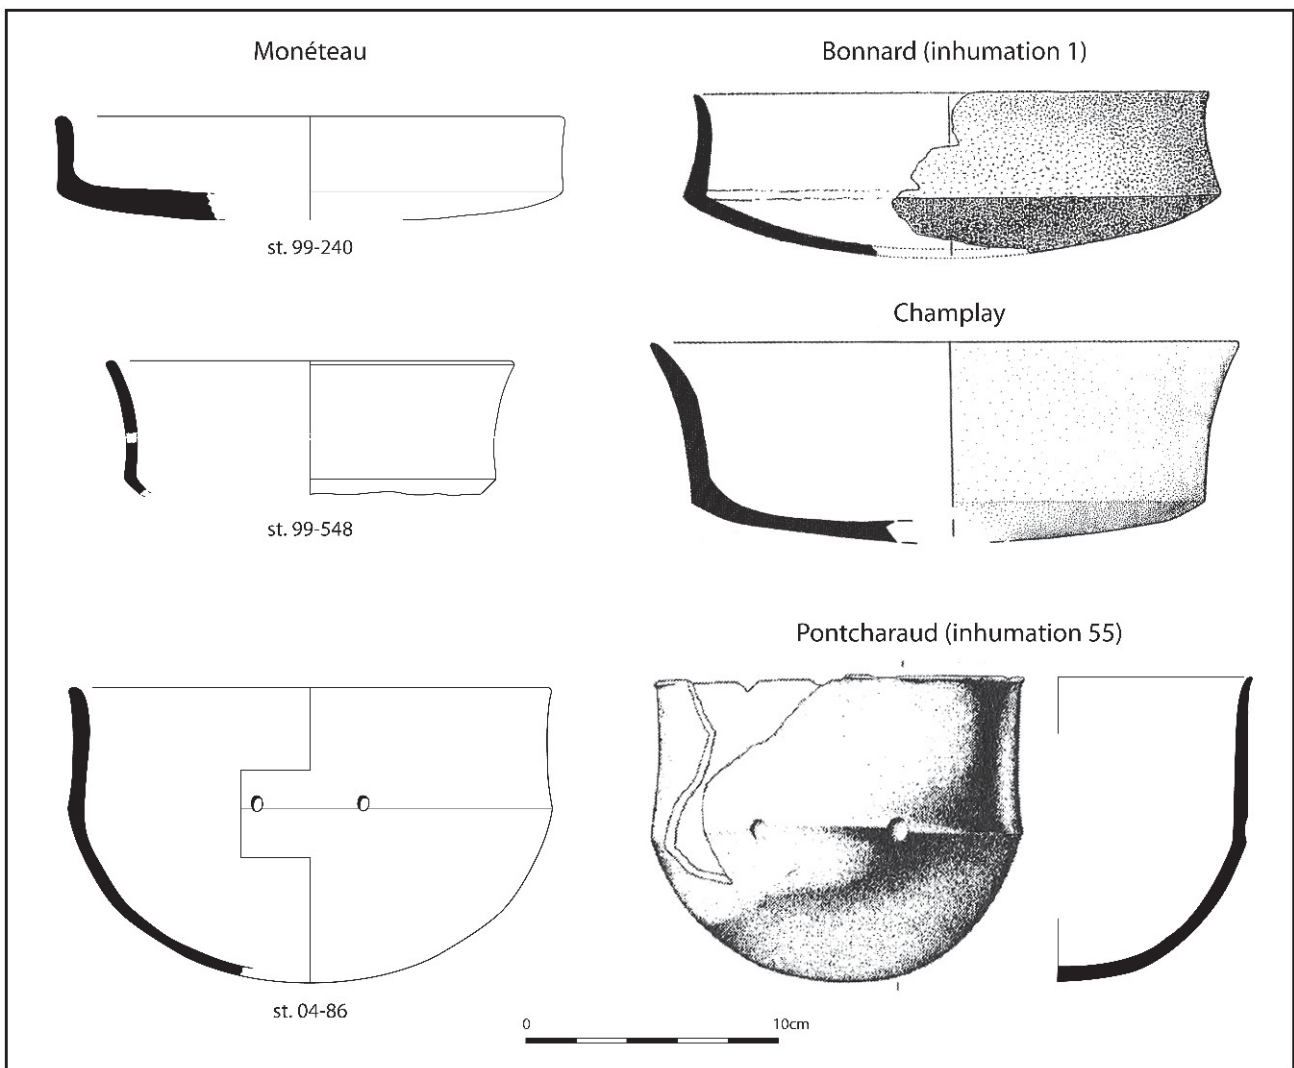 Monéteau
Bonnard (inhumation 1)
st. 99-240
Champlay
st. 99-548
Pontcharaud (inhumation 55)
st. 04-86
0 10cm